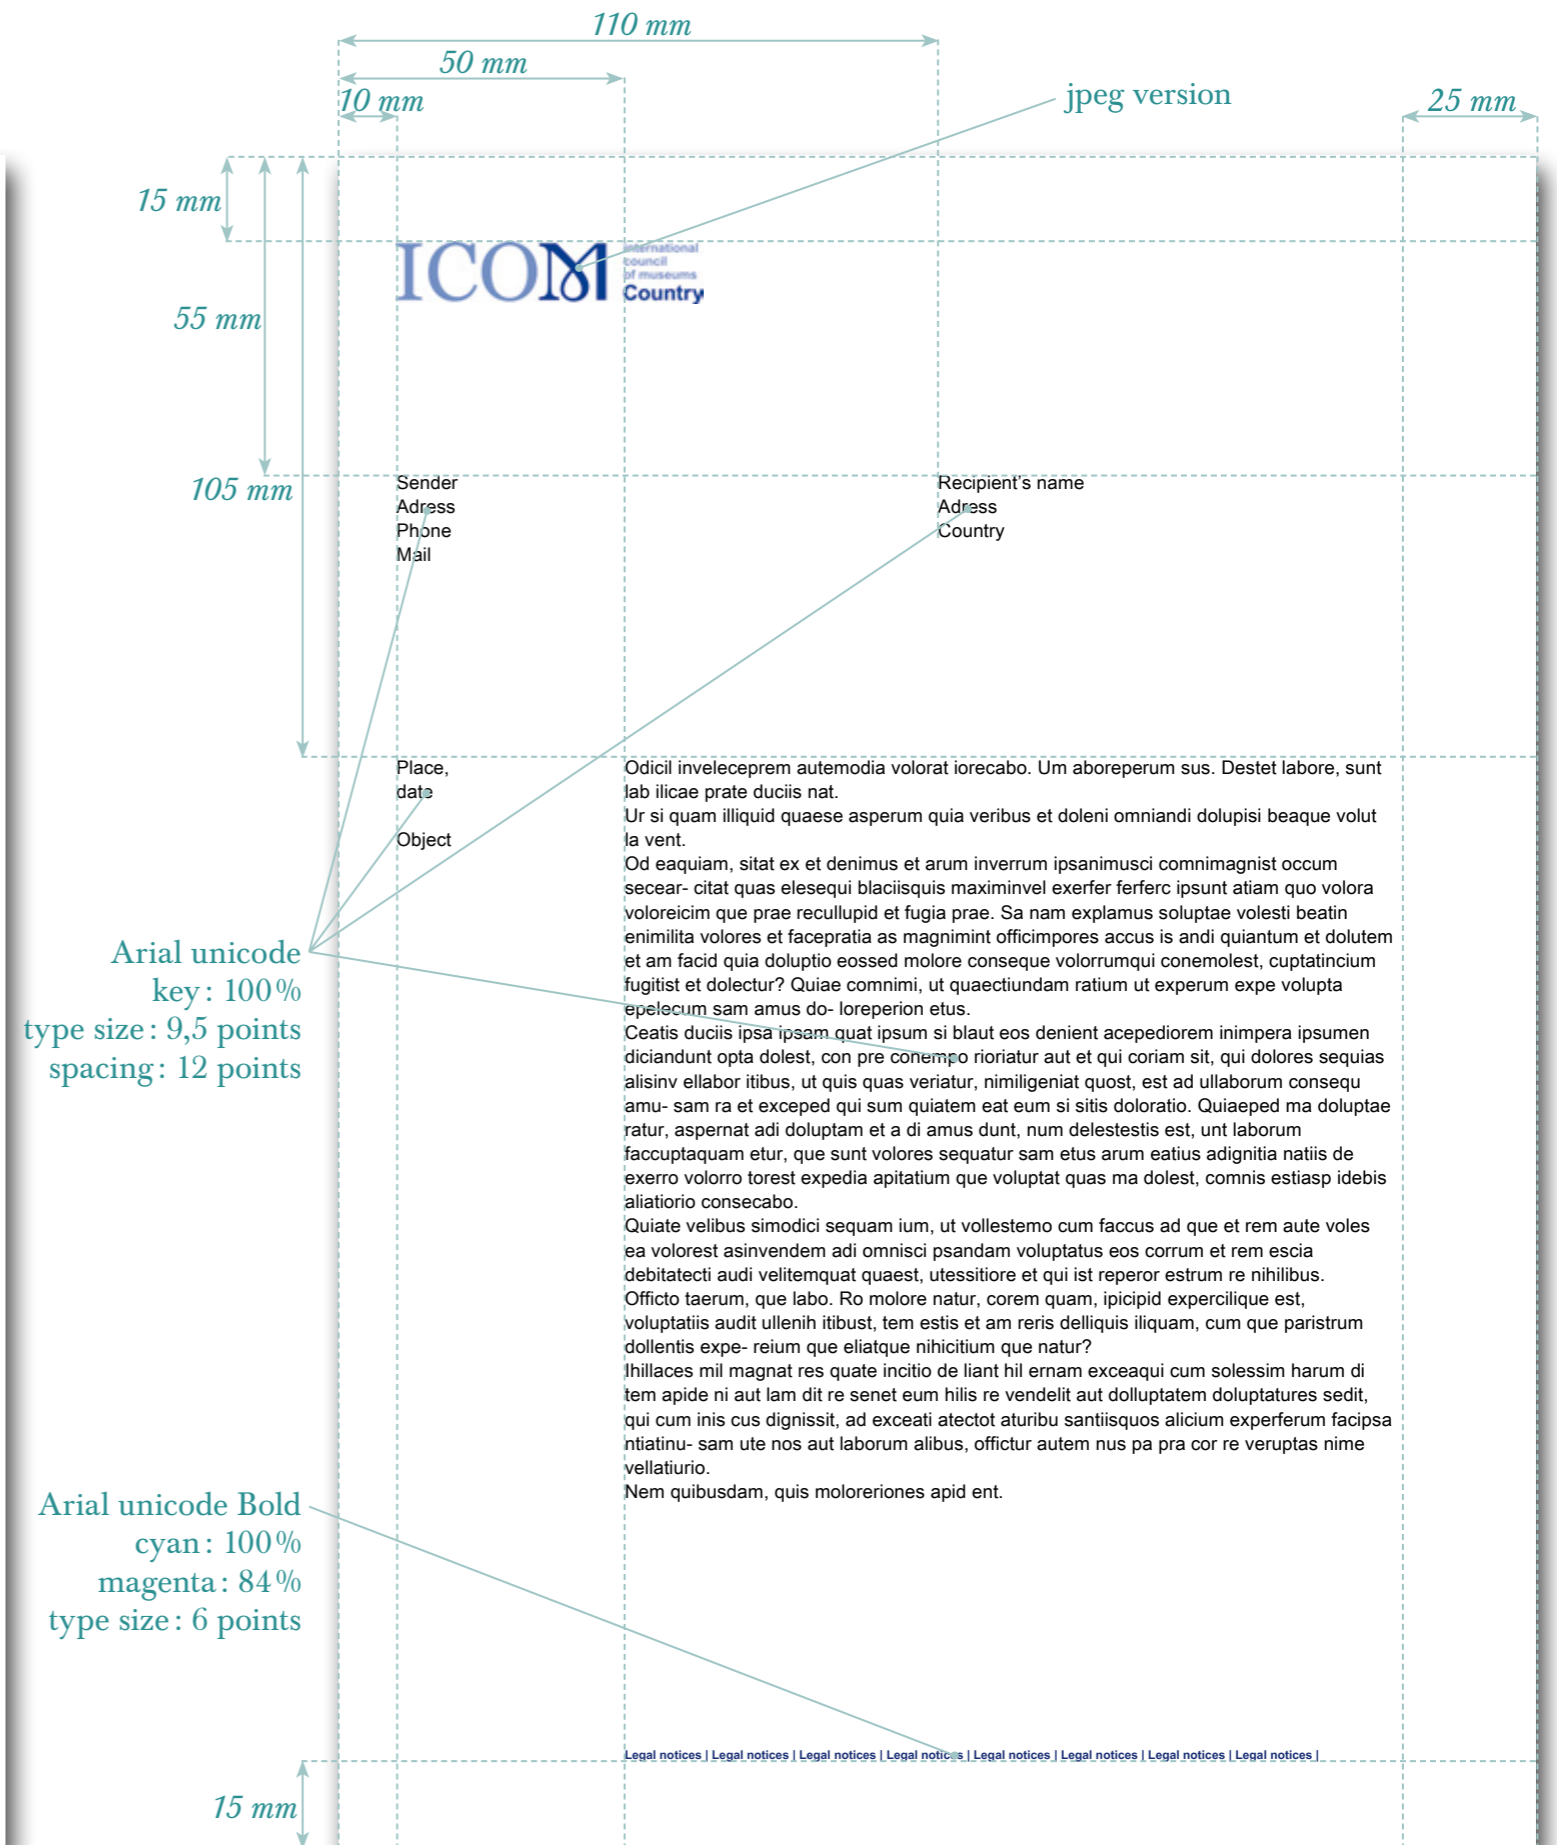 110 mm
50 mm
10 mm
jpeg version
25 mm
15 mm
ICOM
international
council
of museums
Country
55 mm
105 mm
Sender
Adress
Phone
Mail
Recipient's name
Adress
Country
Place,
date
Object
Odicil inveleceprem autemodia volorat iorecabo. Um aboreperum sus. Destet labore, sunt
lab ilicae prate duciis nat.
Ur si quam illiquid quaese asperum quia veribus et doleni omniandi dolupisi beaque volut
la vent.
Od eaquiam, sitat ex et denimus et arum inverrum ipsanimusci comnimagnist occum
secear- citat quas elesequi blaciisquis maximinvel exerfer ferferc ipsunt atiam quo volora
voloreicim que prae recullupid et fugia prae. Sa nam explamus soluptae volesti beatin
enimilita volores et facepratia as magnimint officimpores accus is andi quiantum et dolutem
et am facid quia doluptio eossed molore conseque volorrumqui conemolest, cuptatincium
fugitist et dolectur? Quiae comnimi, ut quaectiundam ratium ut experum expe volupta
epelecum sam amus do- loreperion etus.
Ceatis duciis ipsa ipsam quat ipsum si blaut eos denient acepediorem inimpera ipsumen
diciandunt opta dolest, con pre conempo rioriatur aut et qui coriam sit, qui dolores sequias
alisinv ellabor itibus, ut quis quas veriatur, nimiligeniat quost, est ad ullaborum consequ
amu- sam ra et exceped qui sum quiatem eat eum si sitis doloratio. Quiaeped ma doluptae
ratur, aspernat adi doluptam et a di amus dunt, num delestestis est, unt laborum
faccuptaquam etur, que sunt volores sequatur sam etus arum eatius adignitia natiis de
exerro volorro torest expedia apitatium que voluptat quas ma dolest, comnis estiasp idebis
aliatiorio consecabo.
Quiate velibus simodici sequam ium, ut vollestemo cum faccus ad que et rem aute voles
ea volorest asinvendem adi omnisci psandam voluptatus eos corrum et rem escia
debitatecti audi velitemquat quaest, utessitiore et qui ist reperor estrum re nihilibus.
Officto taerum, que labo. Ro molore natur, corem quam, ipicipid expercilique est,
voluptatiis audit ullenih itibust, tem estis et am reris delliquis iliquam, cum que paristrum
dollentis expe- reium que eliatque nihicitium que natur?
Ihillaces mil magnat res quate incitio de liant hil ernam exceaqui cum solessim harum di
tem apide ni aut lam dit re senet eum hilis re vendelit aut dolluptatem doluptatures sedit,
qui cum inis cus dignissit, ad exceati atectot aturibu santiisquos alicium experferum facipsa
ntiatinu- sam ute nos aut laborum alibus, offictur autem nus pa pra cor re veruptas nime
vellatiurio.
Nem quibusdam, quis moloreriones apid ent.
Arial unicode
key : 100 %
type size : 9,5 points
spacing : 12 points
Arial unicode Bold
cyan : 100 %
magenta : 84 %
type size : 6 points
Legal notices | Legal notices | Legal notices | Legal notices | Legal notices | Legal notices | Legal notices | Legal notices |
15 mm